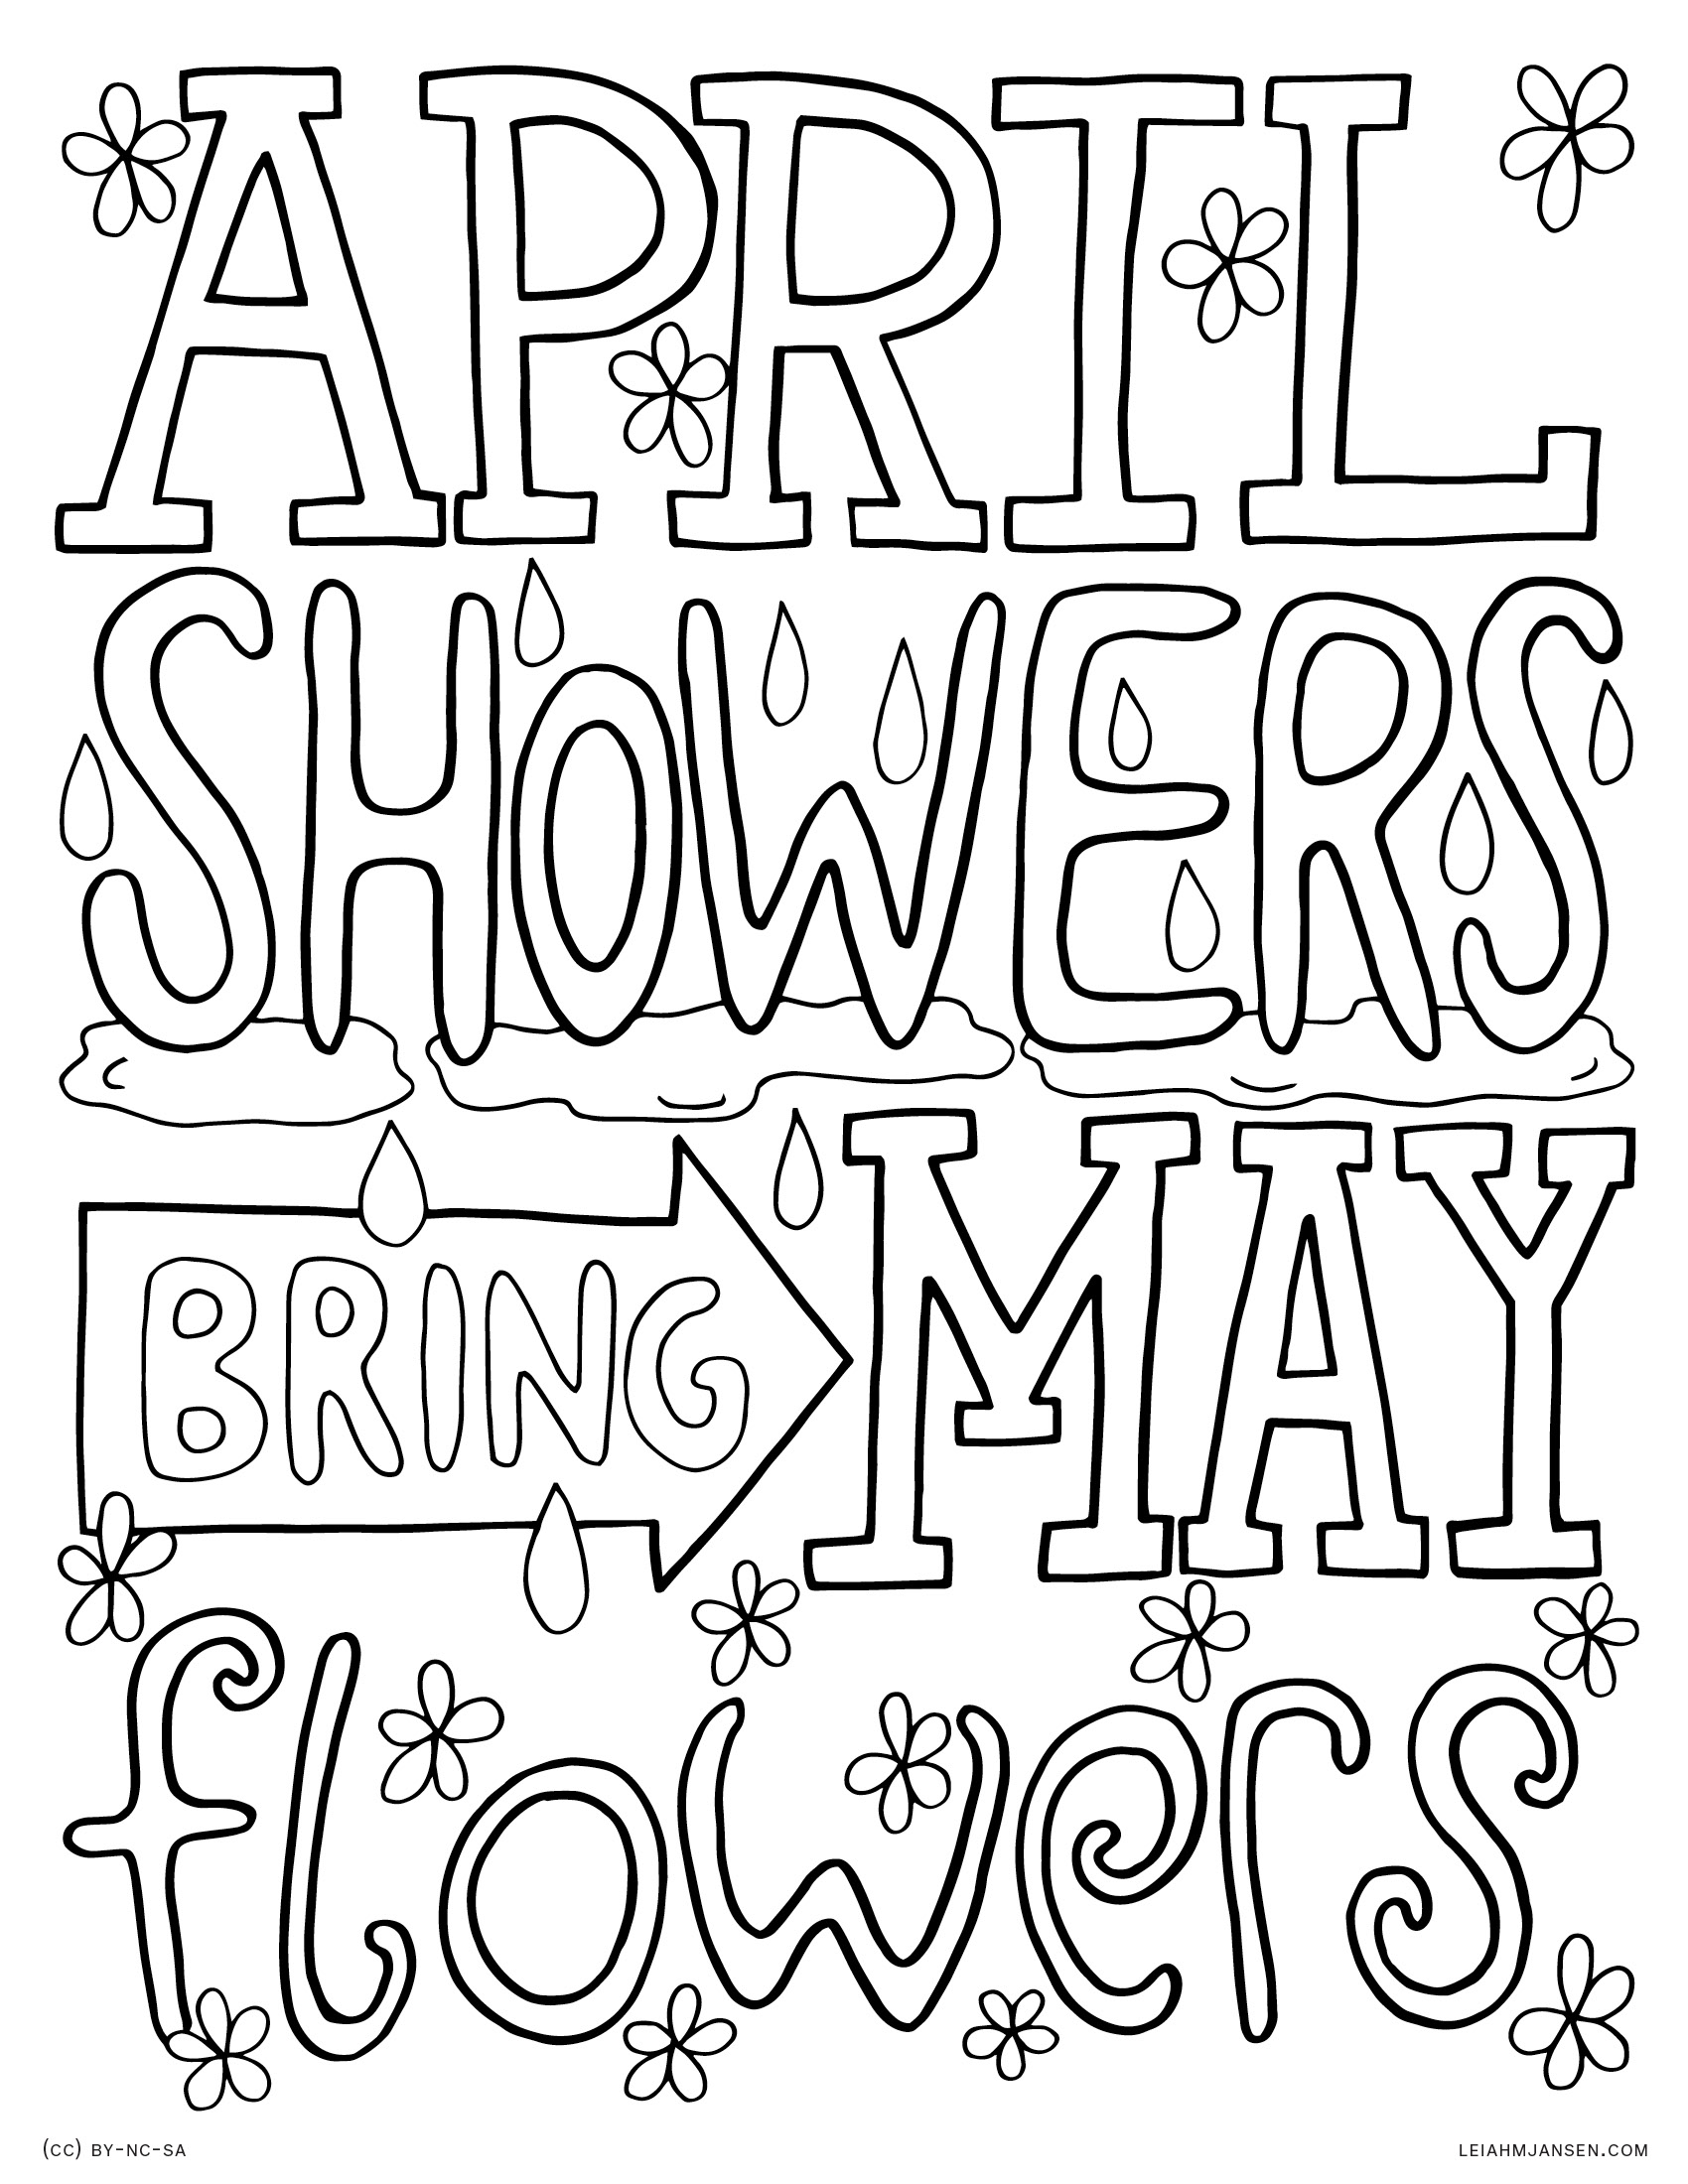 APRIL
SHOWERS
BRING MAY
flowers
(CC) BY-NC-SA
LEIAHMJANSEN.COM